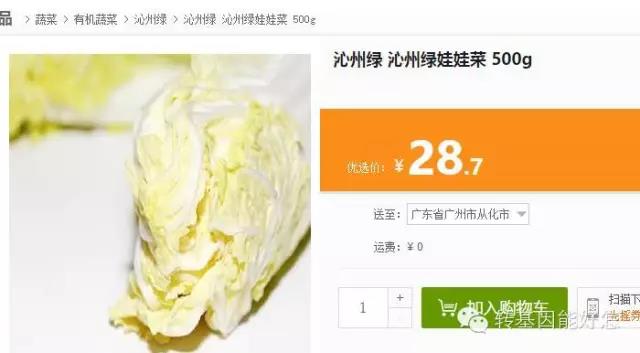 品 > 蔬菜 > 有机蔬菜 > 沁州绿 > 沁州绿 沁州绿娃娃菜 500g
沁州绿 沁州绿娃娃菜 500g
优选价: ¥28.7
送至: 广东省广州市从化市
运费: ¥ 0
1 + 加入购物车
扫描下
转基因能好怎